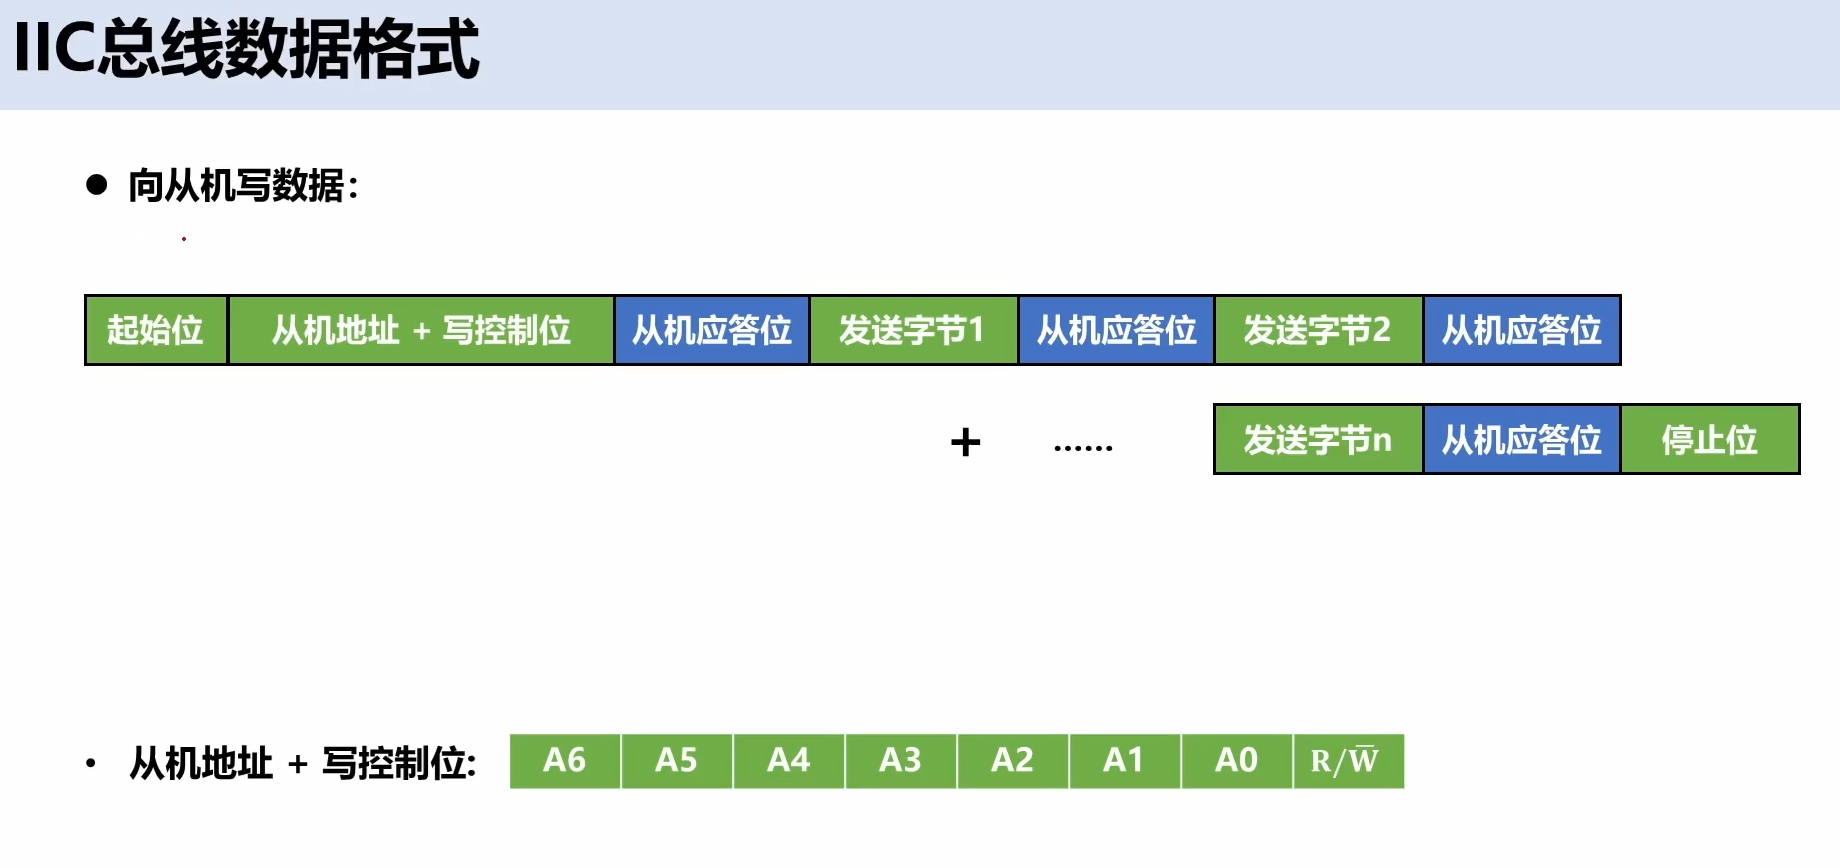 IIC总线数据格式
● 向从机写数据：
起始位 从机地址 + 写控制位 从机应答位 发送字节1 从机应答位 发送字节2 从机应答位
+ …… 发送字节n 从机应答位 停止位
• 从机地址 + 写控制位: A6 A5 A4 A3 A2 A1 A0 R/W̅